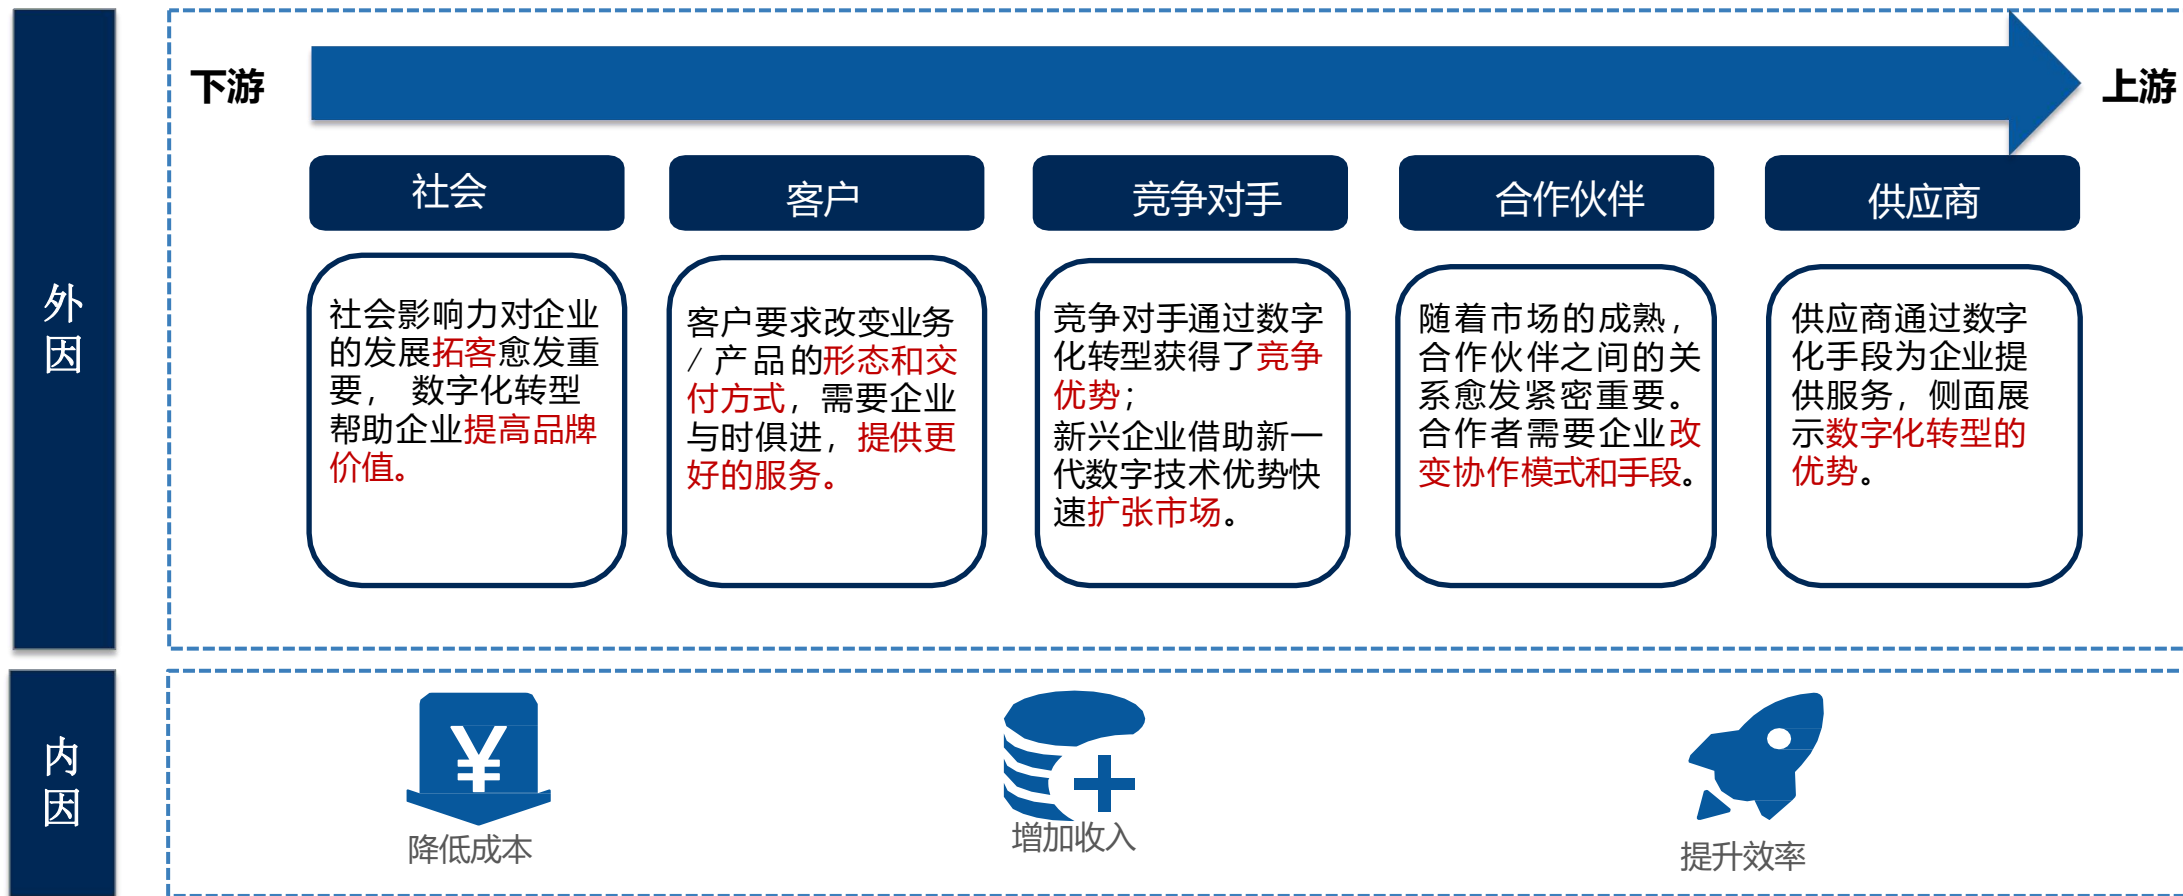 外
因
下游
上游
社会
客户
竞争对手
合作伙伴
供应商
社会影响力对企业
的发展拓客愈发重
要， 数字化转型
帮助企业提高品牌
价值。
客户要求改变业务
/ 产品的形态和交
付方式，需要企业
与时俱进，提供更
好的服务。
竞争对手通过数字
化转型获得了竞争
优势；
新兴企业借助新一
代数字技术优势快
速扩张市场。
随着市场的成熟，
合作伙伴之间的关
系愈发紧密重要。
合作者需要企业改
变协作模式和手段。
供应商通过数字
化手段为企业提
供服务，侧面展
示数字化转型的
优势。
内
因
¥
降低成本
增加收入
提升效率